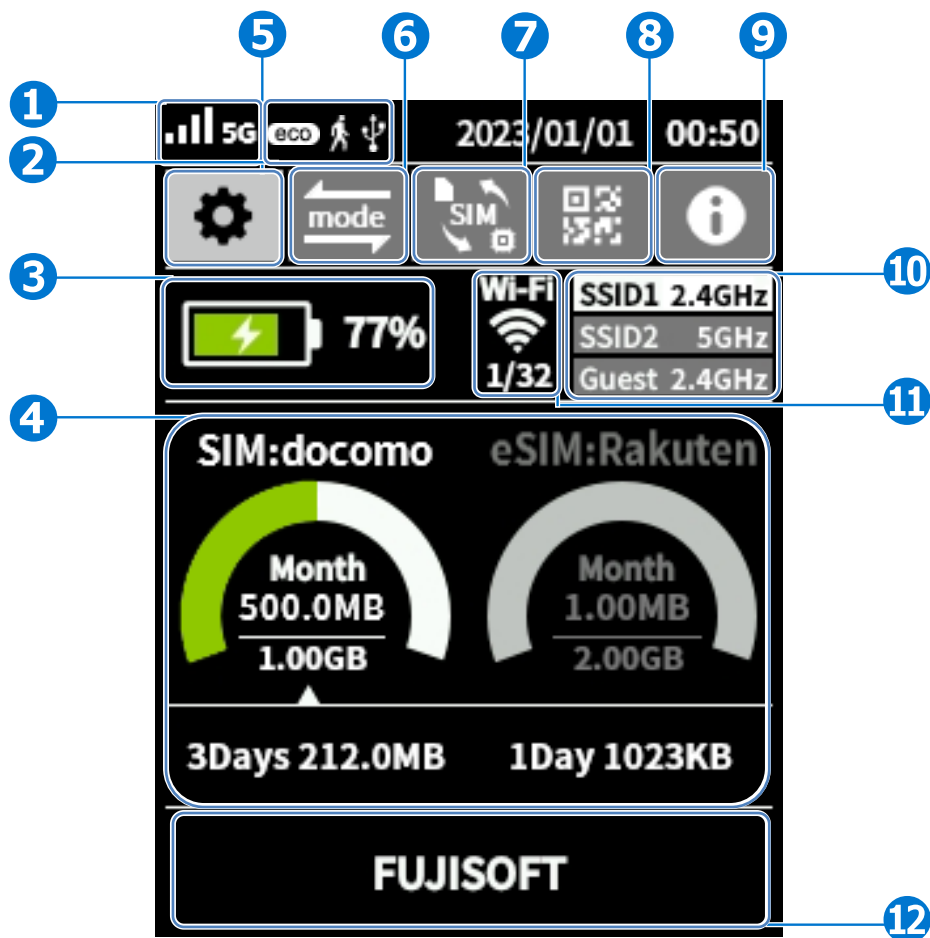 5 6 7 8 9
1 5G eco 2023/01/01 00:50
2 mode SIM
3 77% Wi-Fi 1/32
SSID1 2.4GHz 10
SSID2 5GHz
Guest 2.4GHz
11
4
SIM:docomo eSIM:Rakuten
Month Month
500.0MB 1.00MB
1.00GB 2.00GB
3Days 212.0MB 1Day 1023KB
FUJISOFT
12